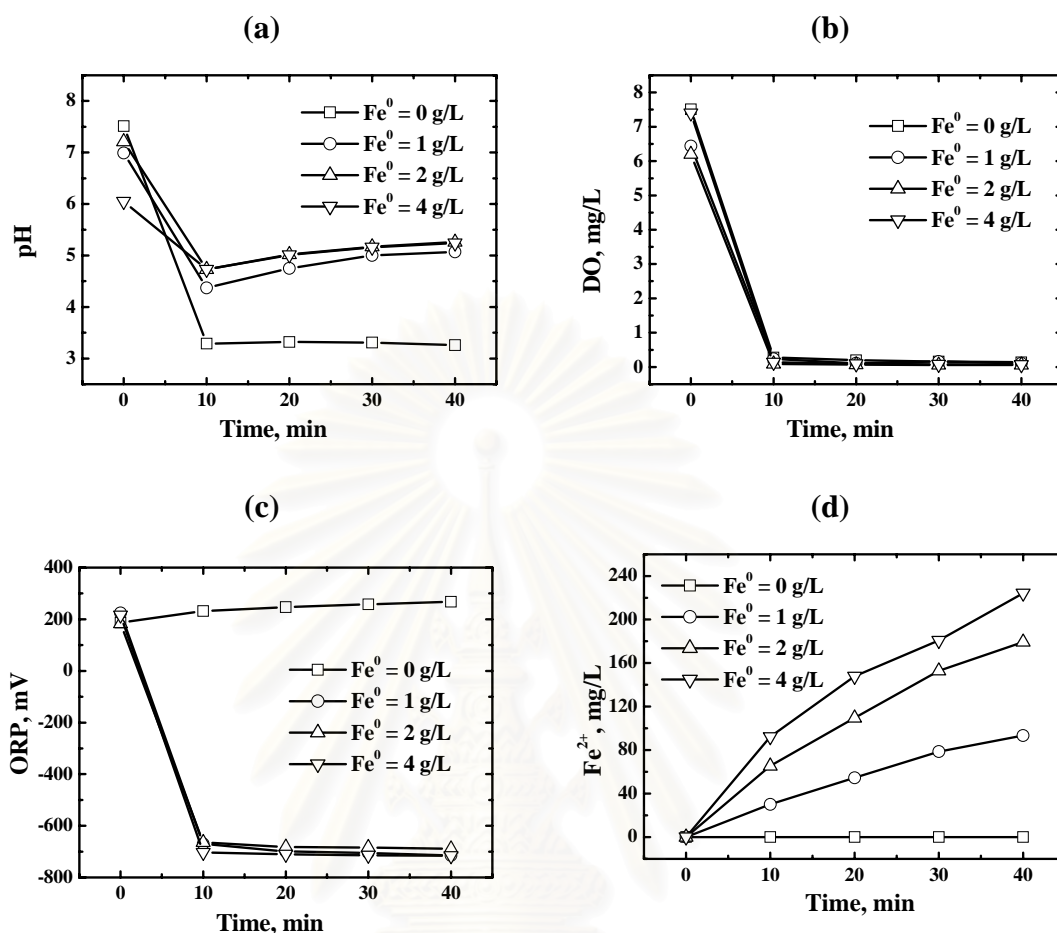 (a)
pH
8
7
6
5
4
3
Fe⁰ = 0 g/L
Fe⁰ = 1 g/L
Fe⁰ = 2 g/L
Fe⁰ = 4 g/L
0 10 20 30 40
Time, min
(b)
DO, mg/L
8
7
6
5
4
3
2
1
0
Fe⁰ = 0 g/L
Fe⁰ = 1 g/L
Fe⁰ = 2 g/L
Fe⁰ = 4 g/L
0 10 20 30 40
Time, min
(c)
ORP, mV
400
200
0
-200
-400
-600
-800
Fe⁰ = 0 g/L
Fe⁰ = 1 g/L
Fe⁰ = 2 g/L
Fe⁰ = 4 g/L
0 10 20 30 40
Time, min
(d)
Fe²⁺, mg/L
240
200
160
120
80
40
0
Fe⁰ = 0 g/L
Fe⁰ = 1 g/L
Fe⁰ = 2 g/L
Fe⁰ = 4 g/L
0 10 20 30 40
Time, min